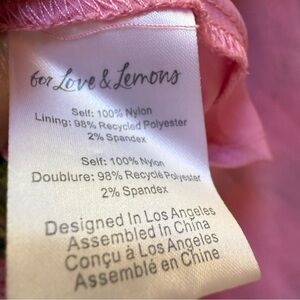 for Love & Lemons
Self: 100% Nylon
Lining: 98% Recycled Polyester
2% Spandex
Self: 100% Nylon
Doublure: 98% Recyclé Polyester
2% Spandex
Designed In Los Angeles
Assembled In China
Conçu à Los Angeles
Assemblé en Chine